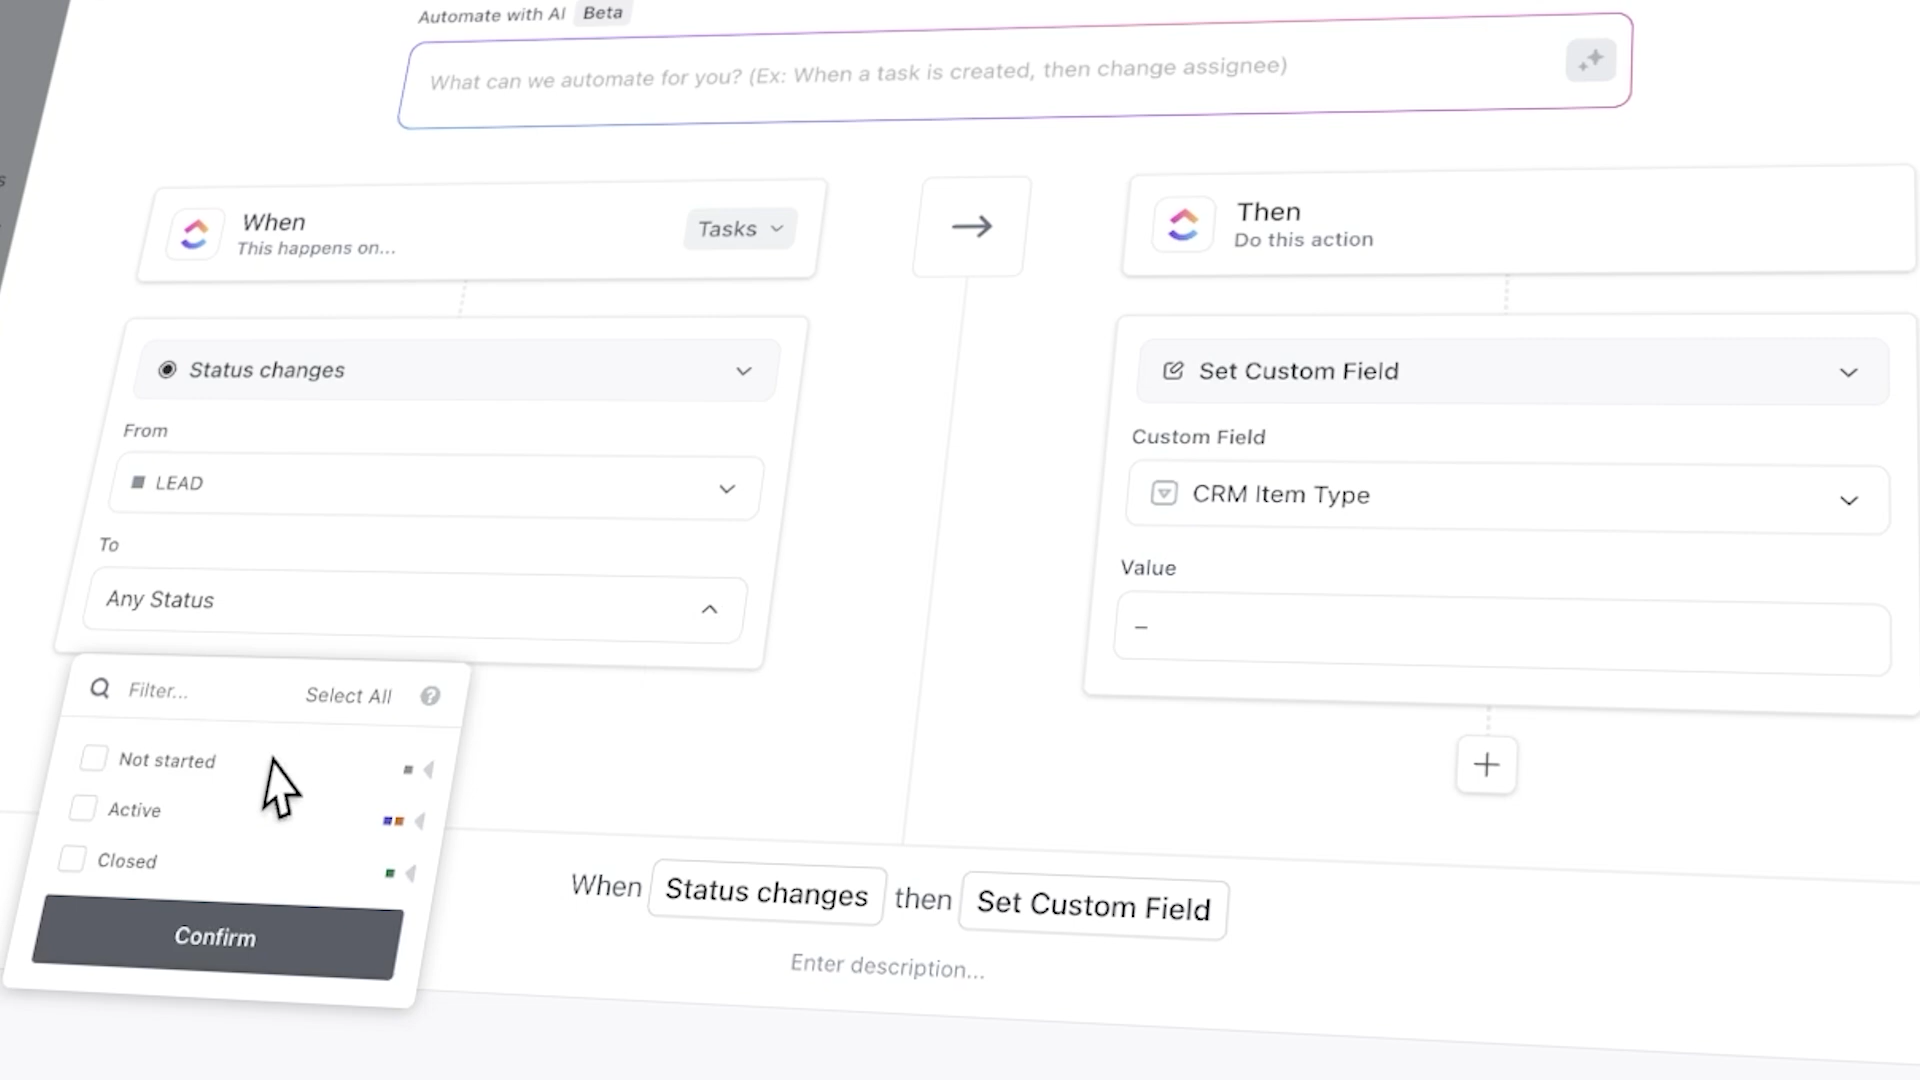 Automate with AI Beta
What can we automate for you? (Ex: When a task is created, then change assignee)
When
This happens on...
Tasks
Then
Do this action
Status changes
From
LEAD
To
Any Status
Filter...
Select All
?
Not started
Active
Closed
Confirm
Set Custom Field
Custom Field
CRM Item Type
Value
–
When Status changes then Set Custom Field
Enter description...